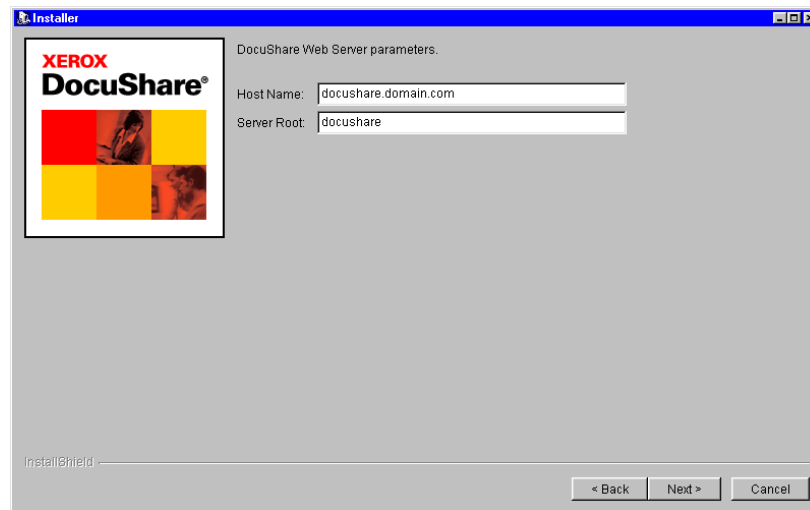 Installer
XEROX
DocuShare®
DocuShare Web Server parameters.
Host Name: docushare.domain.com
Server Root: docushare
InstallShield
< Back Next > Cancel